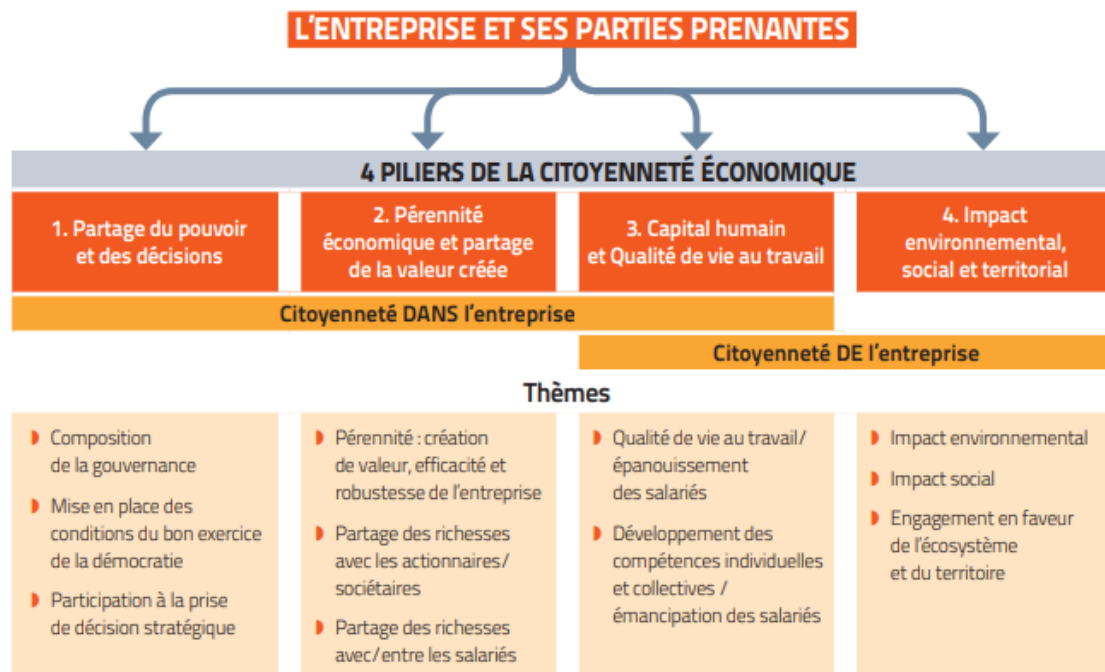 L'ENTREPRISE ET SES PARTIES PRENANTES
4 PILIERS DE LA CITOYENNETÉ ÉCONOMIQUE
1. Partage du pouvoir
et des décisions
2. Pérennité
économique et partage
de la valeur créée
3. Capital humain
et Qualité de vie au travail
4. Impact
environnemental,
social et territorial
Citoyenneté DANS l'entreprise
Citoyenneté DE l'entreprise
Thèmes
Composition
de la gouvernance
Mise en place des
conditions du bon exercice
de la démocratie
Participation à la prise
de décision stratégique
Pérennité : création
de valeur, efficacité et
robustesse de l'entreprise
Partage des richesses
avec les actionnaires/
sociétaires
Partage des richesses
avec/entre les salariés
Qualité de vie au travail/
épanouissement
des salariés
Développement des
compétences individuelles
et collectives /
émancipation des salariés
Impact environnemental
Impact social
Engagement en faveur
de l'écosystème
et du territoire